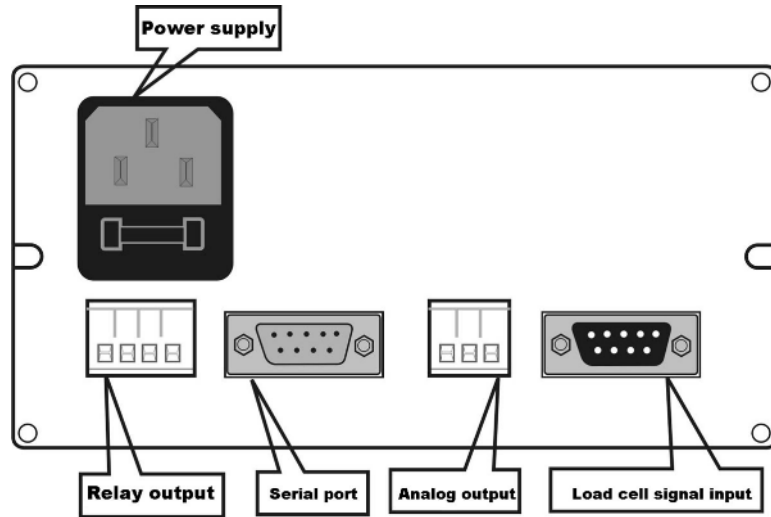 Power supply
Relay output
Serial port
Analog output
Load cell signal input